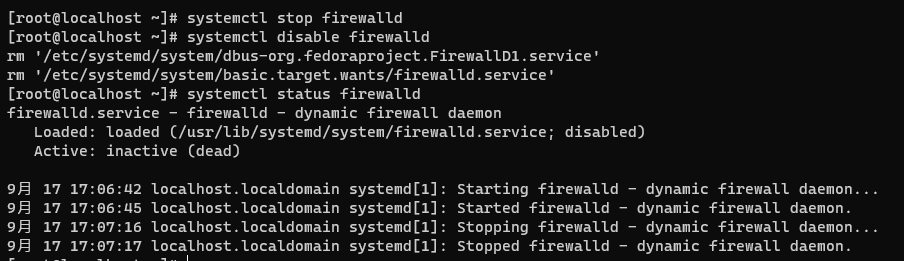 [root@localhost ~]# systemctl stop firewalld
[root@localhost ~]# systemctl disable firewalld
rm '/etc/systemd/system/dbus-org.fedoraproject.FirewallD1.service'
rm '/etc/systemd/system/basic.target.wants/firewalld.service'
[root@localhost ~]# systemctl status firewalld
firewalld.service - firewalld - dynamic firewall daemon
   Loaded: loaded (/usr/lib/systemd/system/firewalld.service; disabled)
   Active: inactive (dead)

9月 17 17:06:42 localhost.localdomain systemd[1]: Starting firewalld - dynamic firewall daemon...
9月 17 17:06:45 localhost.localdomain systemd[1]: Started firewalld - dynamic firewall daemon.
9月 17 17:07:16 localhost.localdomain systemd[1]: Stopping firewalld - dynamic firewall daemon...
9月 17 17:07:17 localhost.localdomain systemd[1]: Stopped firewalld - dynamic firewall daemon.
[root@localhost ~]#